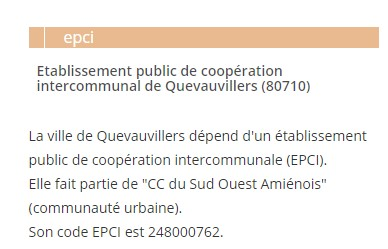 epci
Etablissement public de coopération
intercommunal de Quevauvillers (80710)
La ville de Quevauvillers dépend d'un établissement
public de coopération intercommunale (EPCI).
Elle fait partie de "CC du Sud Ouest Amiénois"
(communauté urbaine).
Son code EPCI est 248000762.